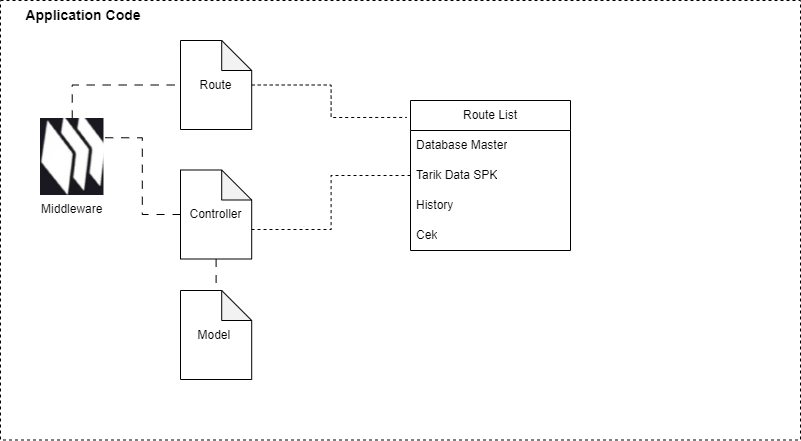 Application Code
Route
Route List
Database Master
Tarik Data SPK
History
Cek
Middleware
Controller
Model